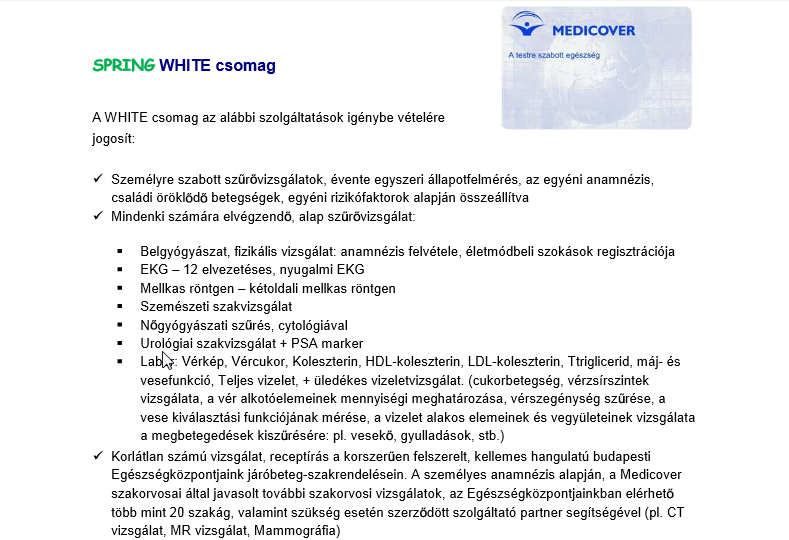 MEDICOVER
A testre szabott egészség
SPRING WHITE csomag
A WHITE csomag az alábbi szolgáltatások igénybe vételére
jogosít:
✓ Személyre szabott szűrővizsgálatok, évente egyszeri állapotfelmérés, az egyéni anamnézis,
családi öröklődő betegségek, egyéni rizikófaktorok alapján összeállítva
✓ Mindenki számára elvégzendő, alap szűrővizsgálat:
▪ Belgyógyászat, fizikális vizsgálat: anamnézis felvétele, életmódbeli szokások regisztrációja
▪ EKG – 12 elvezetéses, nyugalmi EKG
▪ Mellkas röntgen – kétoldali mellkas röntgen
▪ Szemészeti szakvizsgálat
▪ Nőgyógyászati szűrés, cytológiával
▪ Urológiai szakvizsgálat + PSA marker
▪ Labor: Vérkép, Vércukor, Koleszterin, HDL-koleszterin, LDL-koleszterin, Ttriglicerid, máj- és
vesefunkció, Teljes vizelet, + üledékes vizeletvizsgálat. (cukorbetegség, vérzsírszintek
vizsgálata, a vér alkotóelemeinek mennyiségi meghatározása, vérszegénység szűrése, a
vese kiválasztási funkciójának mérése, a vizelet alakos elemeinek és vegyületeinek vizsgálata
a megbetegedések kiszűrésére: pl. vesekő, gyulladások, stb.)
✓ Korlátlan számú vizsgálat, receptírás a korszerűen felszerelt, kellemes hangulatú budapesti
Egészségközpontjaink járóbeteg-szakrendelésein. A személyes anamnézis alapján, a Medicover
szakorvosai által javasolt további szakorvosi vizsgálatok, az Egészségközpontjainkban elérhető
több mint 20 szakág, valamint szükség esetén szerződött szolgáltató partner segítségével (pl. CT
vizsgálat, MR vizsgálat, Mammográfia)